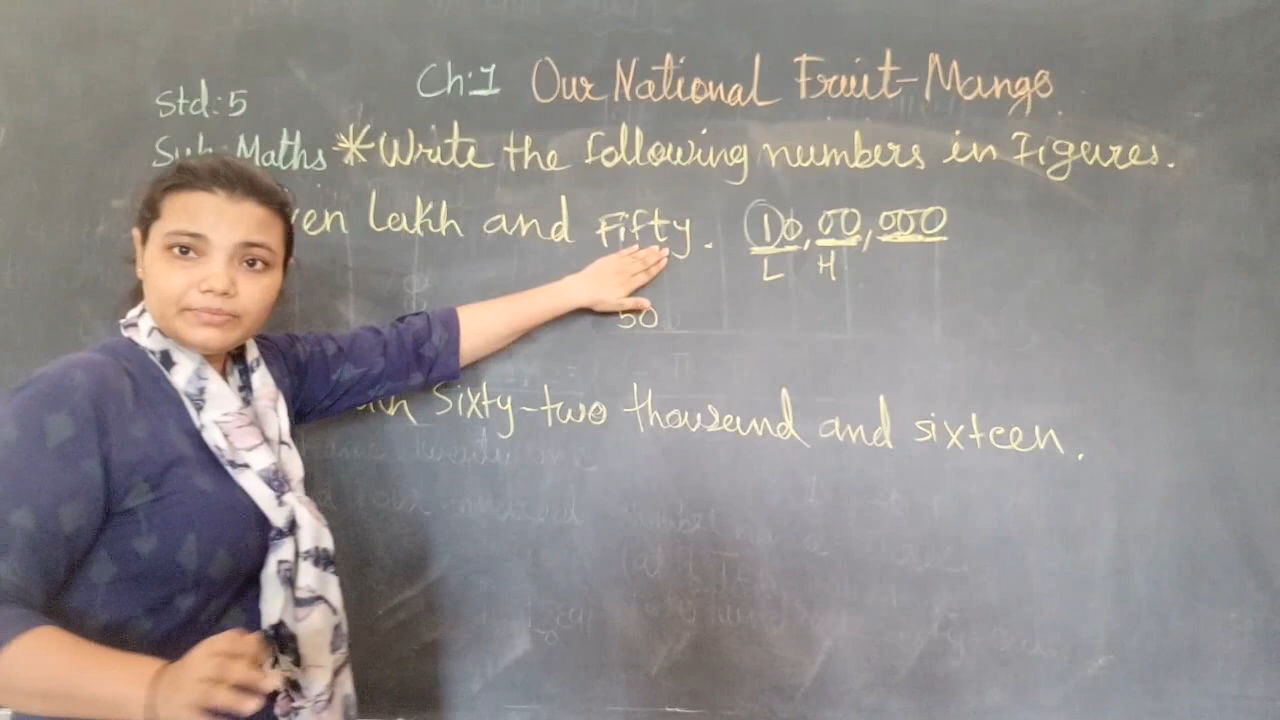 Ch:1 Our National Fruit-Mango
Std:5
Sub: Maths * Write the following numbers in Figures.
lakh and Fifty. 10,00,000
L H
50
Sixty-two thousand and sixteen.